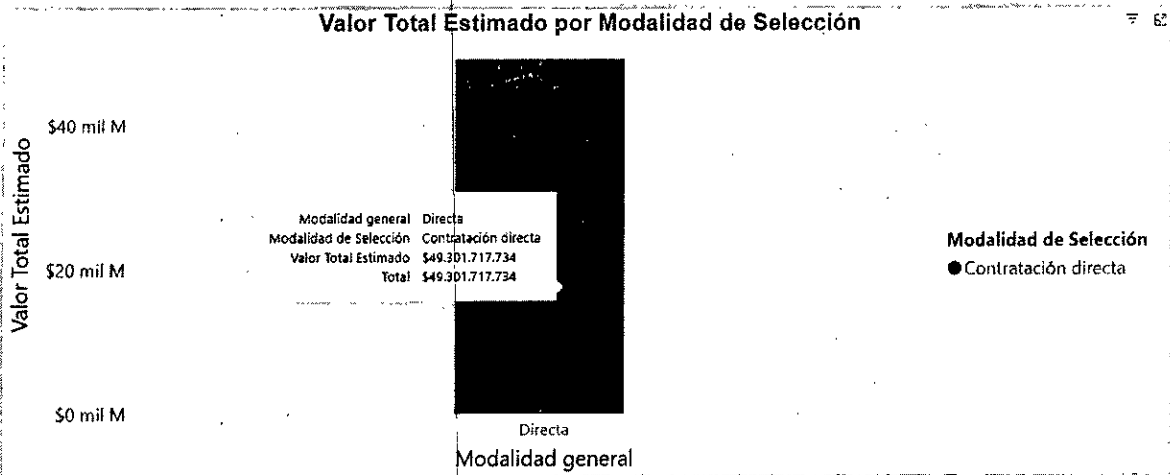 Valor Total Estimado por Modalidad de Selección
$40 mil M
$20 mil M
$0 mil M
Valor Total Estimado
Modalidad general Directa
Modalidad de Selección Contratación directa
Valor Total Estimado $49.301.717.734
Total $49.301.717.734
Modalidad de Selección
Contratación directa
Directa
Modalidad general